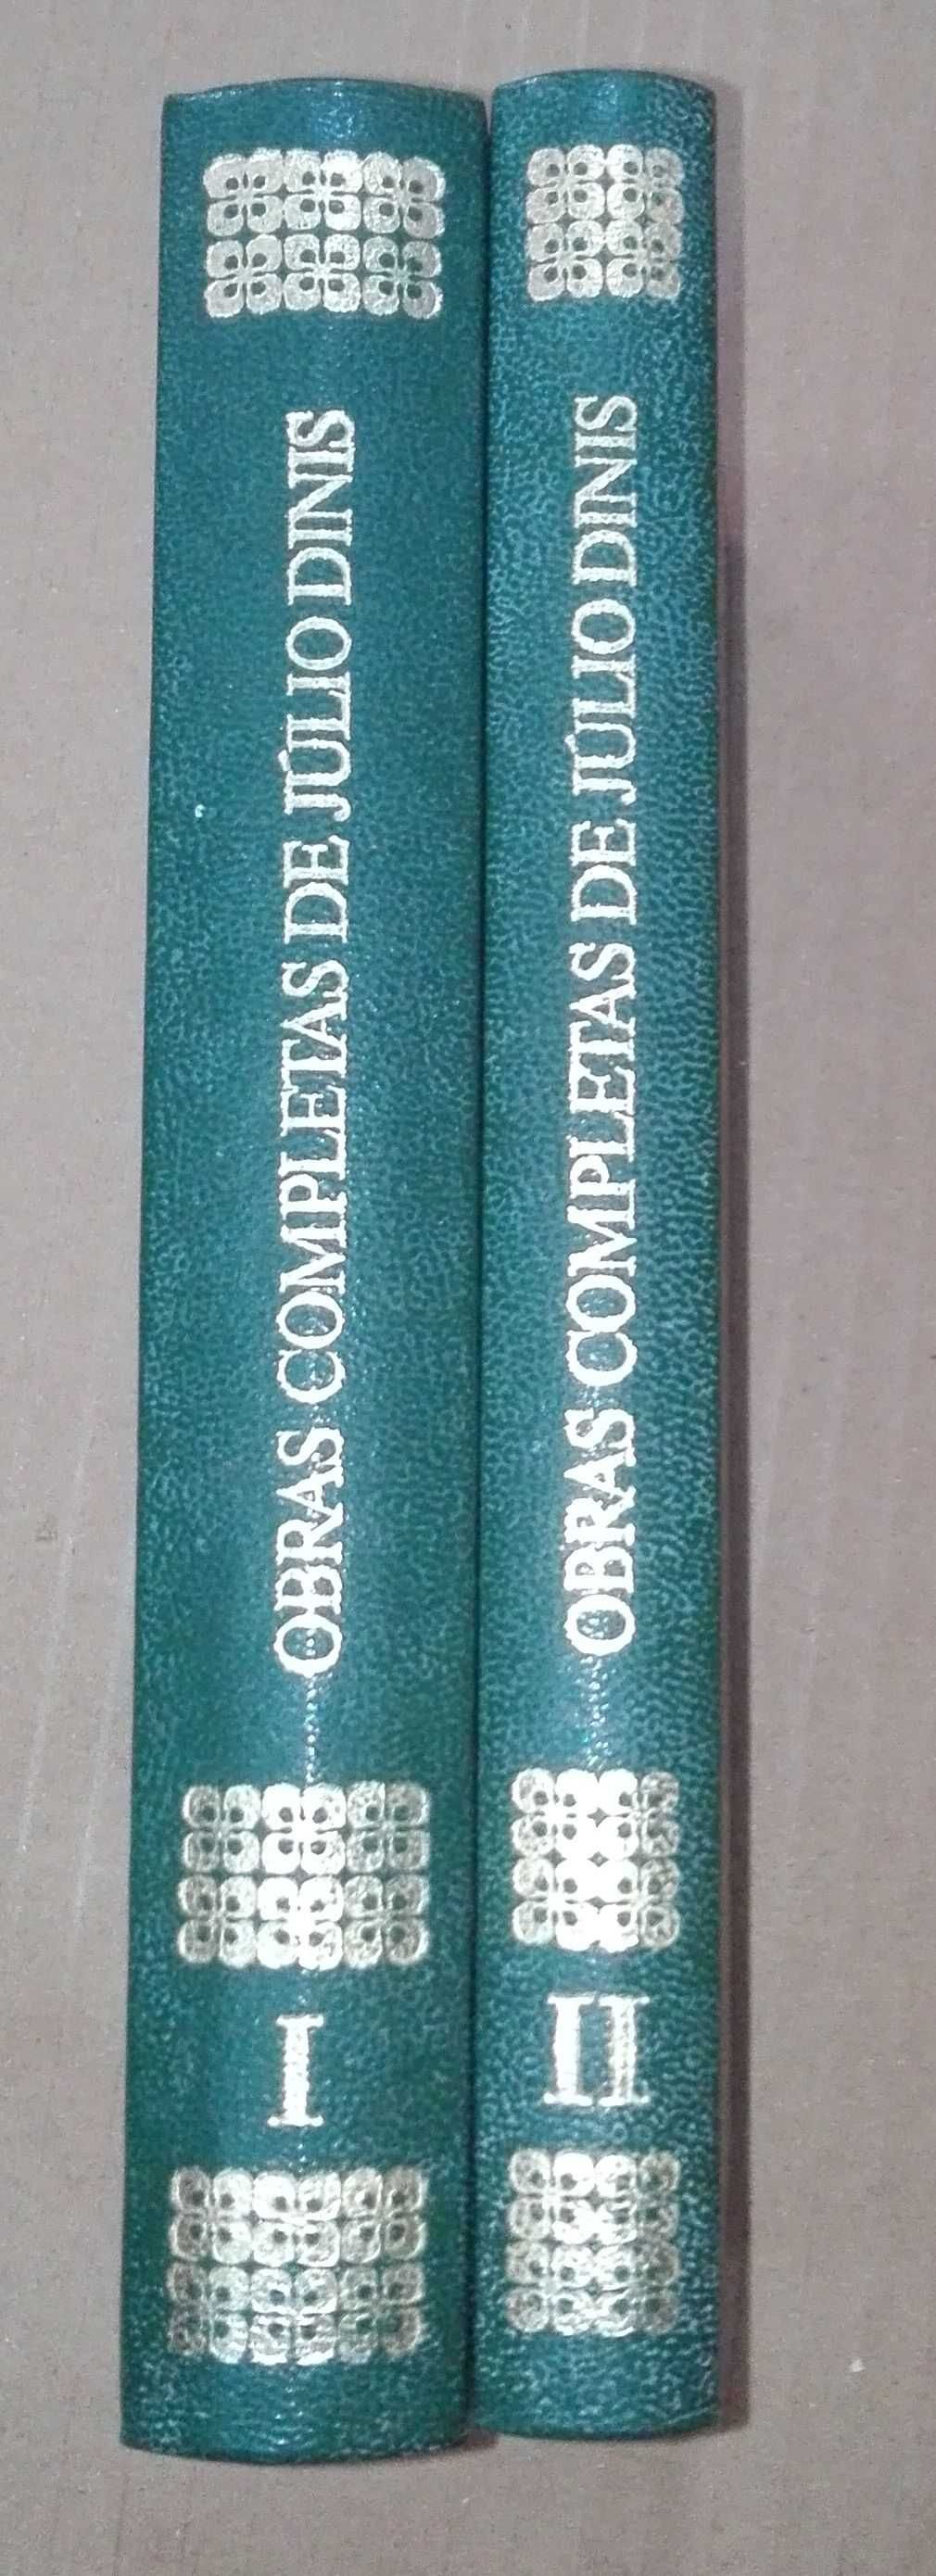 OBRAS COMPLETAS DE JÚLIO DINIS
I
OBRAS COMPLETAS DE JÚLIO DINIS
II